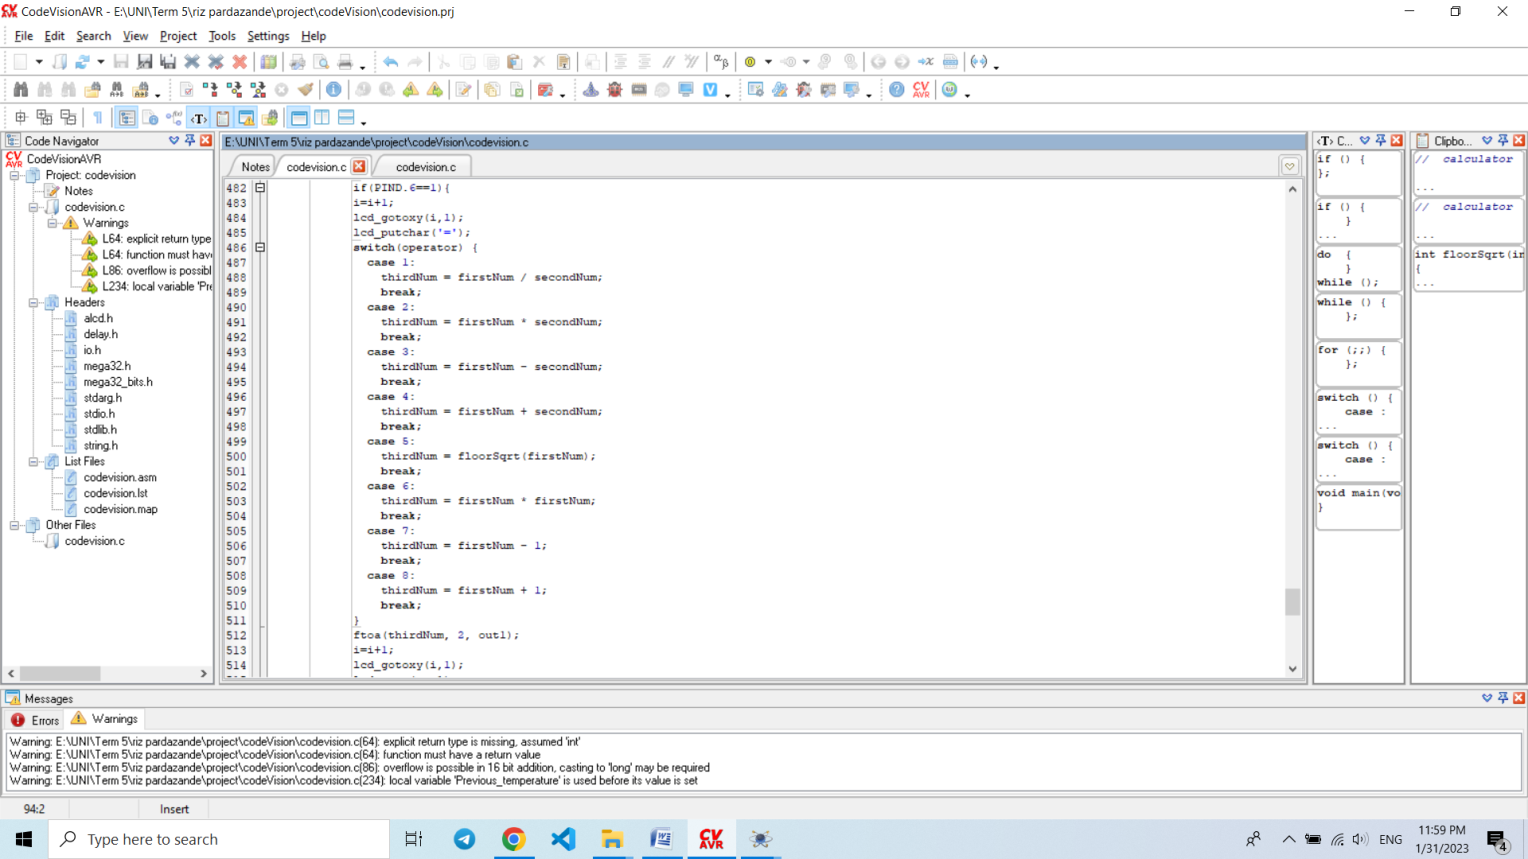 CodeVisionAVR - E:\UNI\Term 5\riz pardazande\project\codeVision\codevision.prj
File Edit Search View Project Tools Settings Help
Code Navigator
CodeVisionAVR
Project: codevision
Notes
codevision.c
Warnings
L64: explicit return type
L64: function must hav
L86: overflow is possibl
L234: local variable 'Pre
Headers
alcd.h
delay.h
io.h
mega32.h
mega32_bits.h
stdarg.h
stdio.h
stdlib.h
string.h
List Files
codevision.asm
codevision.lst
codevision.map
Other Files
codevision.c
E:\UNI\Term 5\riz pardazande\project\codeVision\codevision.c
Notes codevision.c codevision.c
482 if(PIND.6==1){
483 i=i+1;
484 lcd_gotoxy(i,1);
485 lcd_putchar('=');
486 switch(operator) {
487 case 1:
488 thirdNum = firstNum / secondNum;
489 break;
490 case 2:
491 thirdNum = firstNum * secondNum;
492 break;
493 case 3:
494 thirdNum = firstNum - secondNum;
495 break;
496 case 4:
497 thirdNum = firstNum + secondNum;
498 break;
499 case 5:
500 thirdNum = floorSqrt(firstNum);
501 break;
502 case 6:
503 thirdNum = firstNum * firstNum;
504 break;
505 case 7:
506 thirdNum = firstNum - 1;
507 break;
508 case 8:
509 thirdNum = firstNum + 1;
510 break;
511 }
512 ftoa(thirdNum, 2, out1);
513 i=i+1;
514 lcd_gotoxy(i,1);
‹T› C...
if () {
};
if () {
}
...
do {
}
while ();
while () {
};
for (;;) {
};
switch () {
case :
...
switch () {
case :
...
void main(vo
}
Clipbo...
// calculator
...
// calculator
...
int floorSqrt(in
{
...
Messages
Errors Warnings
Warning: E:\UNI\Term 5\riz pardazande\project\codeVision\codevision.c(64): explicit return type is missing, assumed 'int'
Warning: E:\UNI\Term 5\riz pardazande\project\codeVision\codevision.c(64): function must have a return value
Warning: E:\UNI\Term 5\riz pardazande\project\codeVision\codevision.c(86): overflow is possible in 16 bit addition, casting to 'long' may be required
Warning: E:\UNI\Term 5\riz pardazande\project\codeVision\codevision.c(234): local variable 'Previous_temperature' is used before its value is set
94:2 Insert
Type here to search
ENG
11:59 PM
1/31/2023
4